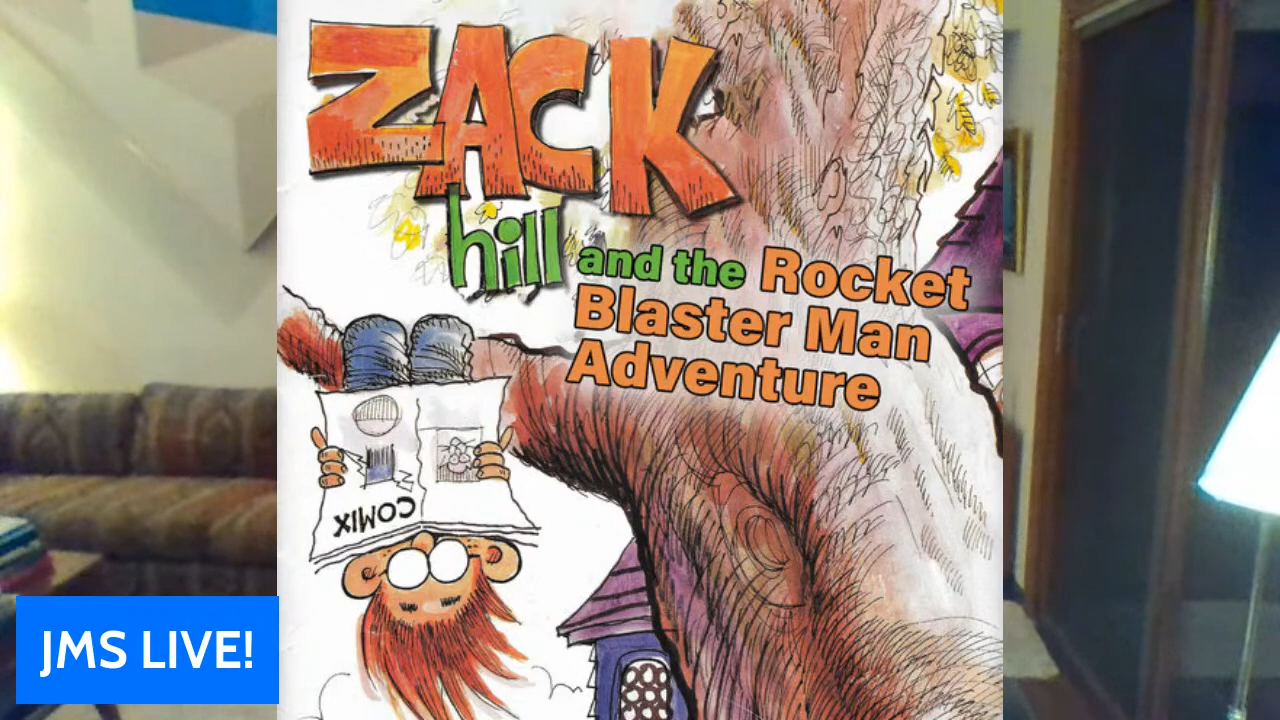 ZACK
hill and the Rocket
Blaster Man
Adventure
COMIX
JMS LIVE!